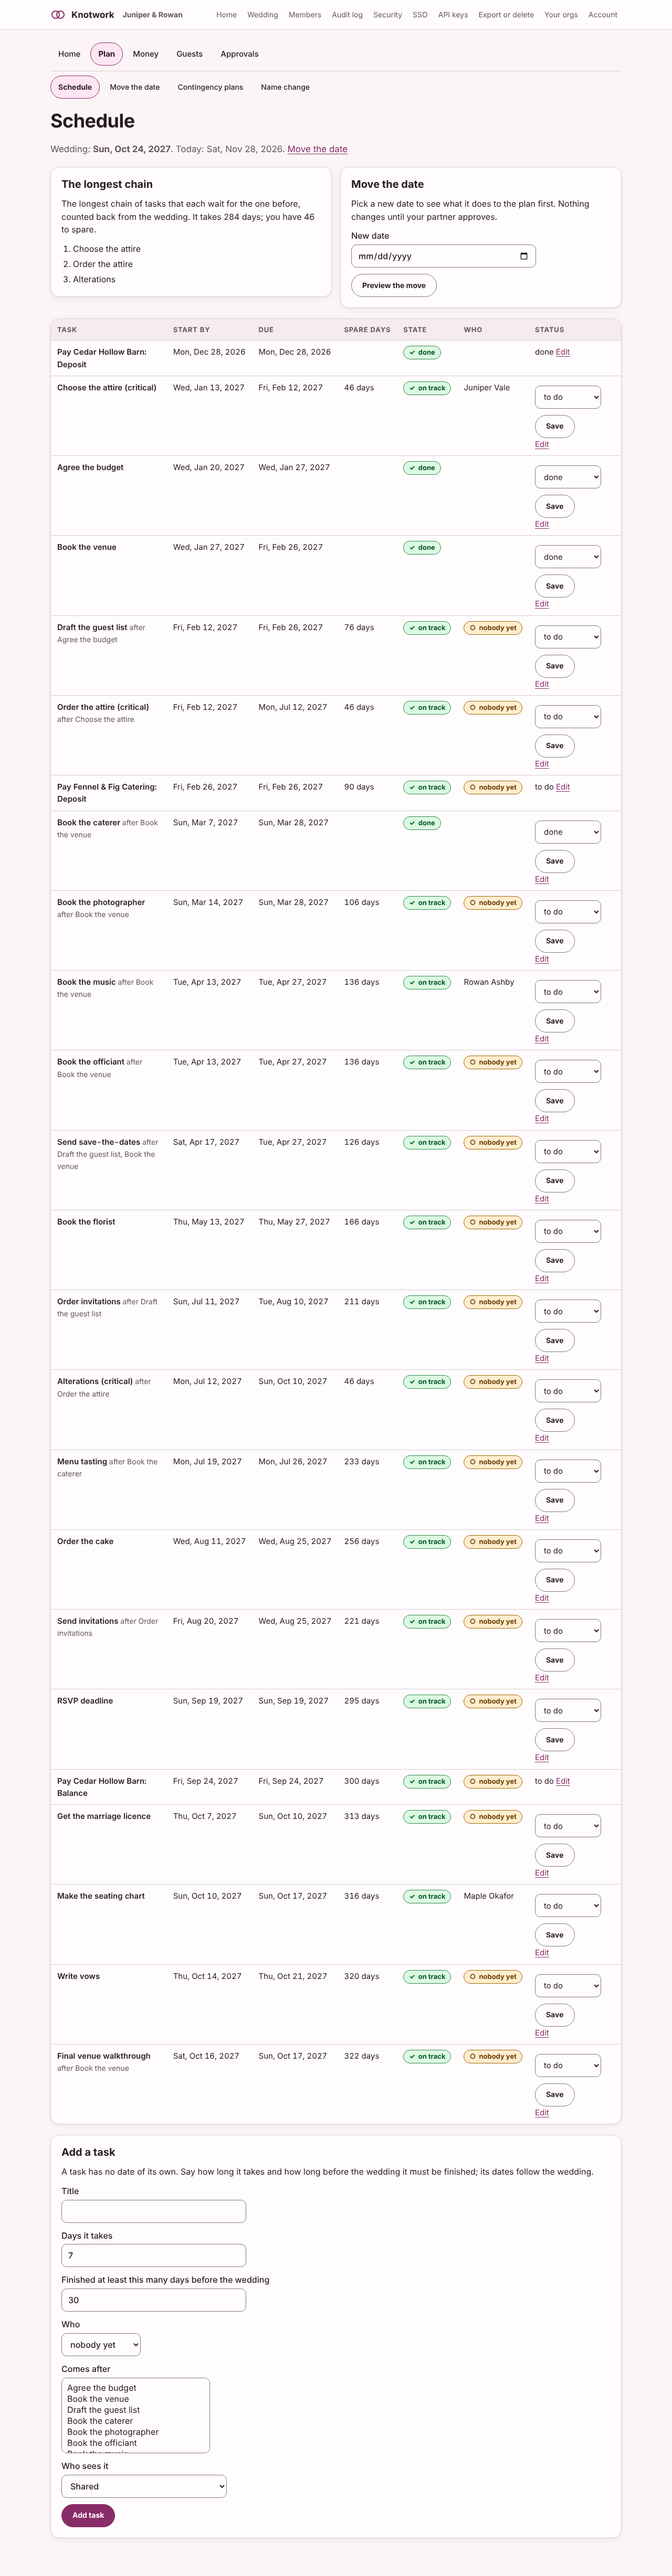 Knotwork Juniper & Rowan Home Wedding Members Audit log Security SSO API keys Export or delete Your orgs Account
Home Plan Money Guests Approvals
Schedule Move the date Contingency plans Name change
Schedule
Wedding: Sun, Oct 24, 2027. Today: Sat, Nov 28, 2026. Move the date
The longest chain
The longest chain of tasks that each wait for the one before,
counted back from the wedding. It takes 284 days; you have 46
to spare.
1. Choose the attire
2. Order the attire
3. Alterations
Move the date
Pick a new date to see what it does to the plan first. Nothing
changes until your partner approves.
New date
mm/dd/yyyy
Preview the move
TASK START BY DUE SPARE DAYS STATE WHO STATUS
Pay Cedar Hollow Barn: Mon, Dec 28, 2026 Mon, Dec 28, 2026 ✓ done done Edit
Deposit
Choose the attire (critical) Wed, Jan 13, 2027 Fri, Feb 12, 2027 46 days ✓ on track Juniper Vale to do
Save
Edit
Agree the budget Wed, Jan 20, 2027 Wed, Jan 27, 2027 ✓ done done
Save
Edit
Book the venue Wed, Jan 27, 2027 Fri, Feb 26, 2027 ✓ done done
Save
Edit
Draft the guest list after Fri, Feb 12, 2027 Fri, Feb 26, 2027 76 days ✓ on track nobody yet to do
Agree the budget
Save
Edit
Order the attire (critical) Fri, Feb 12, 2027 Mon, Jul 12, 2027 46 days ✓ on track nobody yet to do
after Choose the attire
Save
Edit
Pay Fennel & Fig Catering: Fri, Feb 26, 2027 Fri, Feb 26, 2027 90 days ✓ on track nobody yet to do Edit
Deposit
Book the caterer after Book Sun, Mar 7, 2027 Sun, Mar 28, 2027 ✓ done done
the venue
Save
Edit
Book the photographer Sun, Mar 14, 2027 Sun, Mar 28, 2027 106 days ✓ on track nobody yet to do
after Book the venue
Save
Edit
Book the music after Book Tue, Apr 13, 2027 Tue, Apr 27, 2027 136 days ✓ on track Rowan Ashby to do
the venue
Save
Edit
Book the officiant after Tue, Apr 13, 2027 Tue, Apr 27, 2027 136 days ✓ on track nobody yet to do
Book the venue
Save
Edit
Send save-the-dates after Sat, Apr 17, 2027 Tue, Apr 27, 2027 126 days ✓ on track nobody yet to do
Draft the guest list, Book the
venue
Save
Edit
Book the florist Thu, May 13, 2027 Thu, May 27, 2027 166 days ✓ on track nobody yet to do
Save
Edit
Order invitations after Draft Sun, Jul 11, 2027 Tue, Aug 10, 2027 211 days ✓ on track nobody yet to do
the guest list
Save
Edit
Alterations (critical) after Mon, Jul 12, 2027 Sun, Oct 10, 2027 46 days ✓ on track nobody yet to do
Order the attire
Save
Edit
Menu tasting after Book the Mon, Jul 19, 2027 Mon, Jul 26, 2027 233 days ✓ on track nobody yet to do
caterer
Save
Edit
Order the cake Wed, Aug 11, 2027 Wed, Aug 25, 2027 256 days ✓ on track nobody yet to do
Save
Edit
Send invitations after Order Fri, Aug 20, 2027 Wed, Aug 25, 2027 221 days ✓ on track nobody yet to do
invitations
Save
Edit
RSVP deadline Sun, Sep 19, 2027 Sun, Sep 19, 2027 295 days ✓ on track nobody yet to do
Save
Edit
Pay Cedar Hollow Barn: Fri, Sep 24, 2027 Fri, Sep 24, 2027 300 days ✓ on track nobody yet to do Edit
Balance
Get the marriage licence Thu, Oct 7, 2027 Sun, Oct 10, 2027 313 days ✓ on track nobody yet to do
Save
Edit
Make the seating chart Sun, Oct 10, 2027 Sun, Oct 17, 2027 316 days ✓ on track Maple Okafor to do
Save
Edit
Write vows Thu, Oct 14, 2027 Thu, Oct 21, 2027 320 days ✓ on track nobody yet to do
Save
Edit
Final venue walkthrough Sat, Oct 16, 2027 Sun, Oct 17, 2027 322 days ✓ on track nobody yet to do
after Book the venue
Save
Edit
Add a task
A task has no date of its own. Say how long it takes and how long before the wedding it must be finished; its dates follow the wedding.
Title
Days it takes
7
Finished at least this many days before the wedding
30
Who
nobody yet
Comes after
Agree the budget
Book the venue
Draft the guest list
Book the caterer
Book the photographer
Book the officiant
Who sees it
Shared
Add task